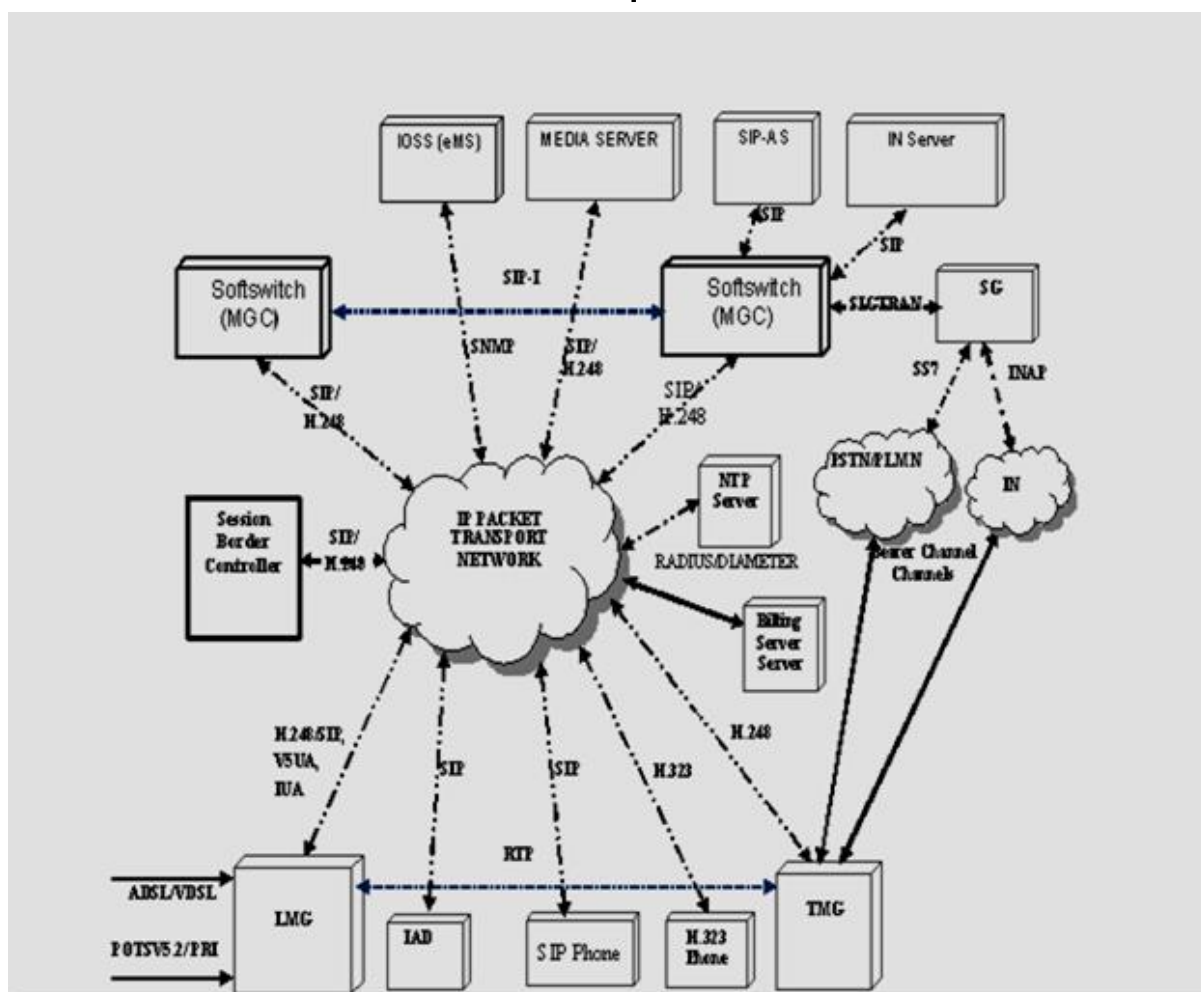 IOSS (eMS)
MEDIA SERVER
SIP-AS
IN Server
SIP
SIP
Softswitch
(MGC)
SIP-I
Softswitch
(MGC)
SIGTRAN
SG
SNMP
SIP/
H.248
SS7
INAP
SIP/
H.248
SIP/
H.248
PSTN/PLMN
IN
NTP
Server
Session
Border
Controller
SIP/
H.248
IP PACKET
TRANSPORT
NETWORK
RADIUS/DIAMETER
Bearer Channel
Channels
Billing
Server
Server
H.248/SIP,
V5UA,
IUA
SIP
SIP
H.323
H.248
RTP
ADSL/VDSL
LMG
TMG
IAD
SIP Phone
H.323
Phone
POTSV5.2/PRI